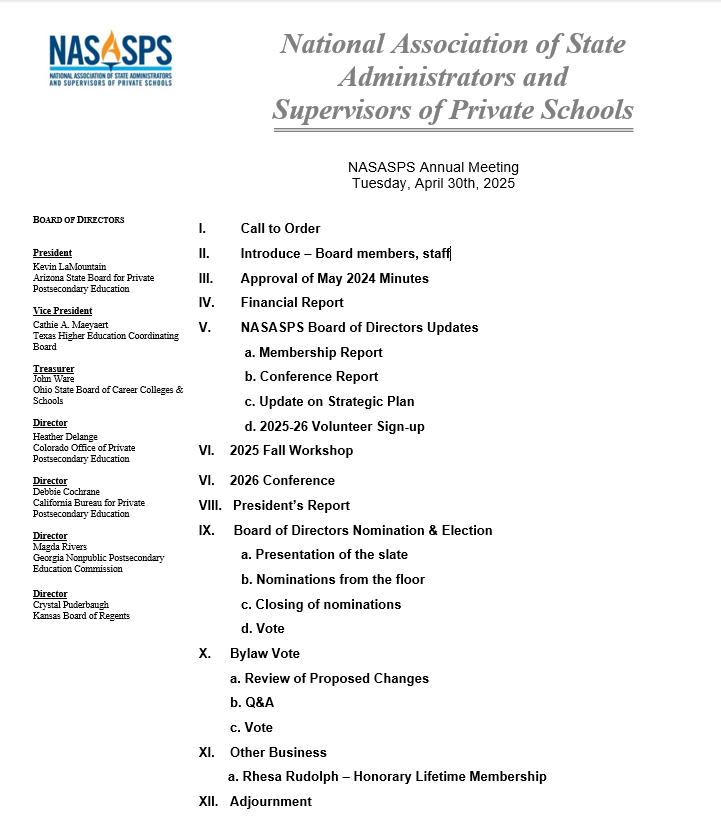 NASASPS
NATIONAL ASSOCIATION OF STATE ADMINISTRATORS
AND SUPERVISORS OF PRIVATE SCHOOLS
National Association of State
Administrators and
Supervisors of Private Schools
NASASPS Annual Meeting
Tuesday, April 30th, 2025
BOARD OF DIRECTORS
President
Kevin LaMountain
Arizona State Board for Private
Postsecondary Education
Vice President
Cathie A. Maeyaert
Texas Higher Education Coordinating
Board
Treasurer
John Ware
Ohio State Board of Career Colleges &
Schools
Director
Heather Delange
Colorado Office of Private
Postsecondary Education
Director
Debbie Cochrane
California Bureau for Private
Postsecondary Education
Director
Magda Rivers
Georgia Nonpublic Postsecondary
Education Commission
Director
Crystal Puderbaugh
Kansas Board of Regents
I. Call to Order
II. Introduce – Board members, staff
III. Approval of May 2024 Minutes
IV. Financial Report
V. NASASPS Board of Directors Updates
a. Membership Report
b. Conference Report
c. Update on Strategic Plan
d. 2025-26 Volunteer Sign-up
VI. 2025 Fall Workshop
VI. 2026 Conference
VIII. President's Report
IX. Board of Directors Nomination & Election
a. Presentation of the slate
b. Nominations from the floor
c. Closing of nominations
d. Vote
X. Bylaw Vote
a. Review of Proposed Changes
b. Q&A
c. Vote
XI. Other Business
a. Rhesa Rudolph – Honorary Lifetime Membership
XII. Adjournment